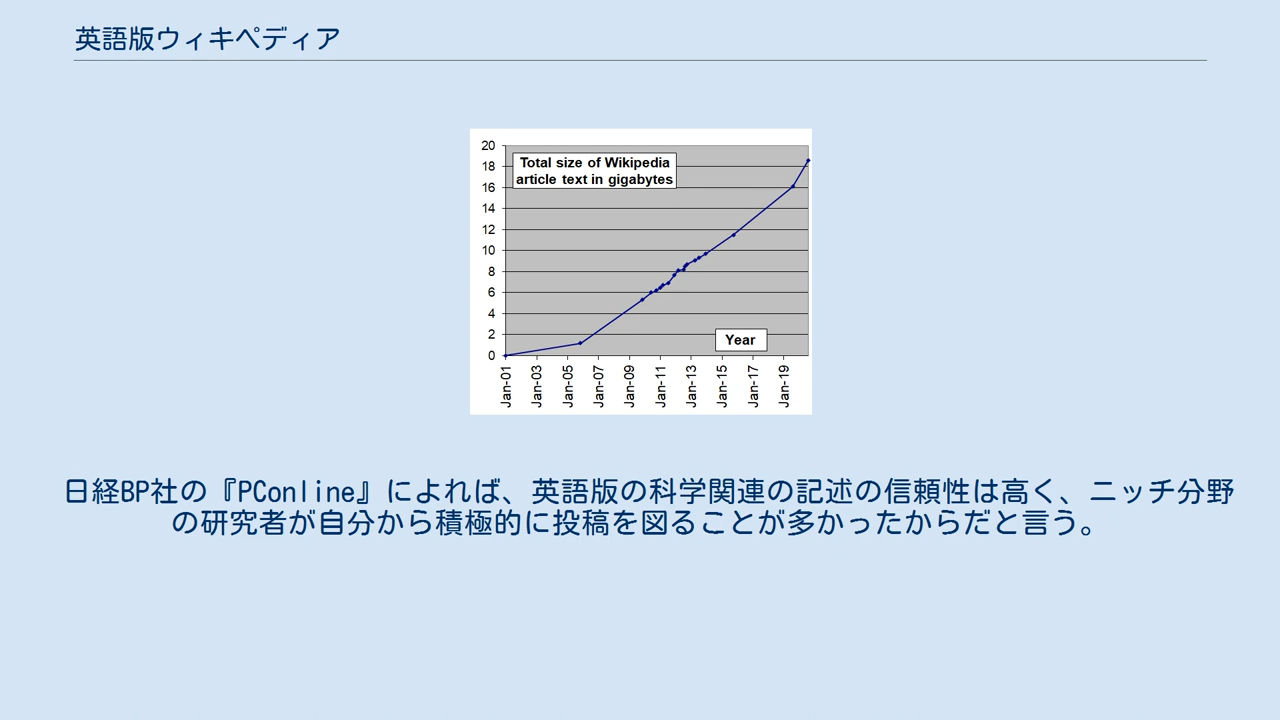 英語版ウィキペディア
20
Total size of Wikipedia
article text in gigabytes
18
16
14
12
10
8
6
4
2
0
Year
Jan-01
Jan-03
Jan-05
Jan-07
Jan-09
Jan-11
Jan-13
Jan-15
Jan-17
Jan-19
日経BP社の『PConline』によれば、英語版の科学関連の記述の信頼性は高く、ニッチ分野
の研究者が自分から積極的に投稿を図ることが多かったからだと言う。